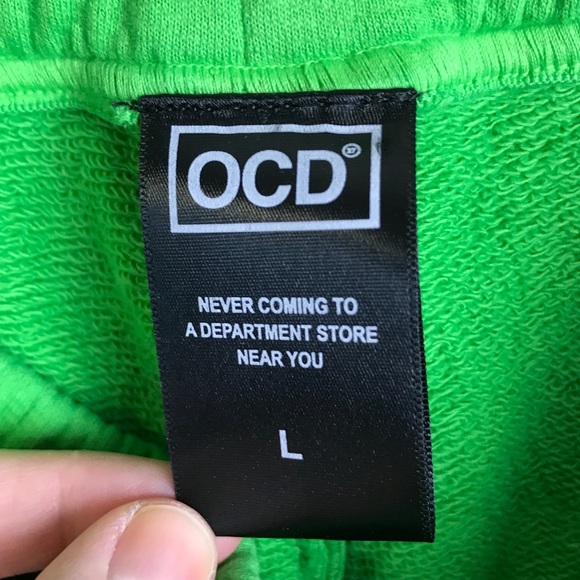 OCD
NEVER COMING TO
A DEPARTMENT STORE
NEAR YOU
L